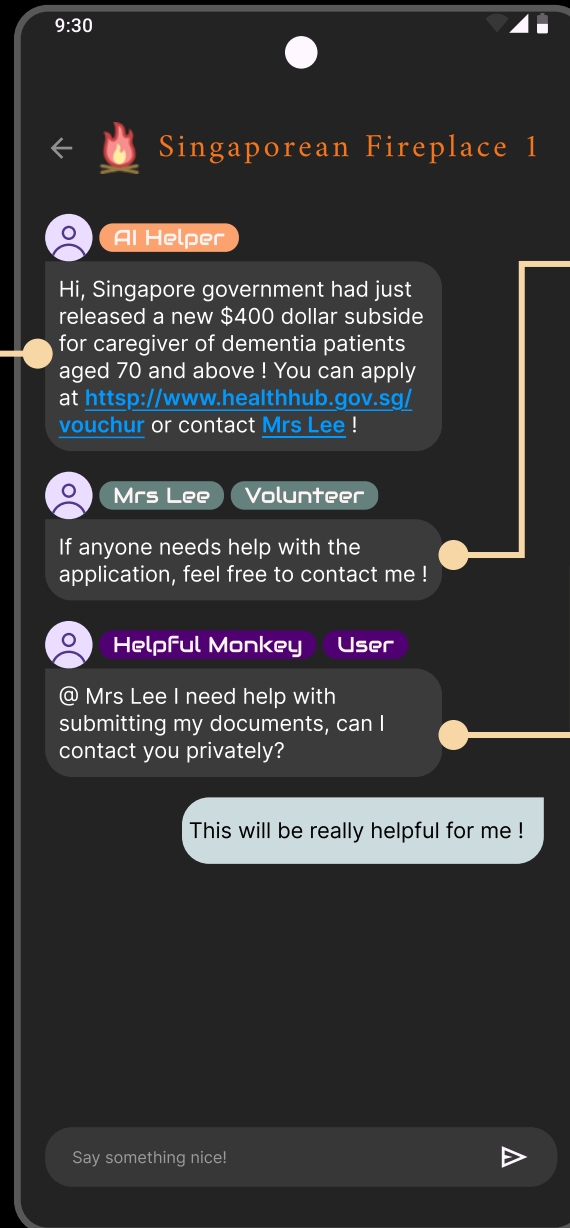 9:30
Singaporean Fireplace 1
AI Helper
Hi, Singapore government had just
released a new $400 dollar subside
for caregiver of dementia patients
aged 70 and above ! You can apply
at httsp://www.healthhub.gov.sg/
vouchur or contact Mrs Lee !
Mrs Lee Volunteer
If anyone needs help with the
application, feel free to contact me !
Helpful Monkey User
@ Mrs Lee I need help with
submitting my documents, can I
contact you privately?
This will be really helpful for me !
Say something nice!